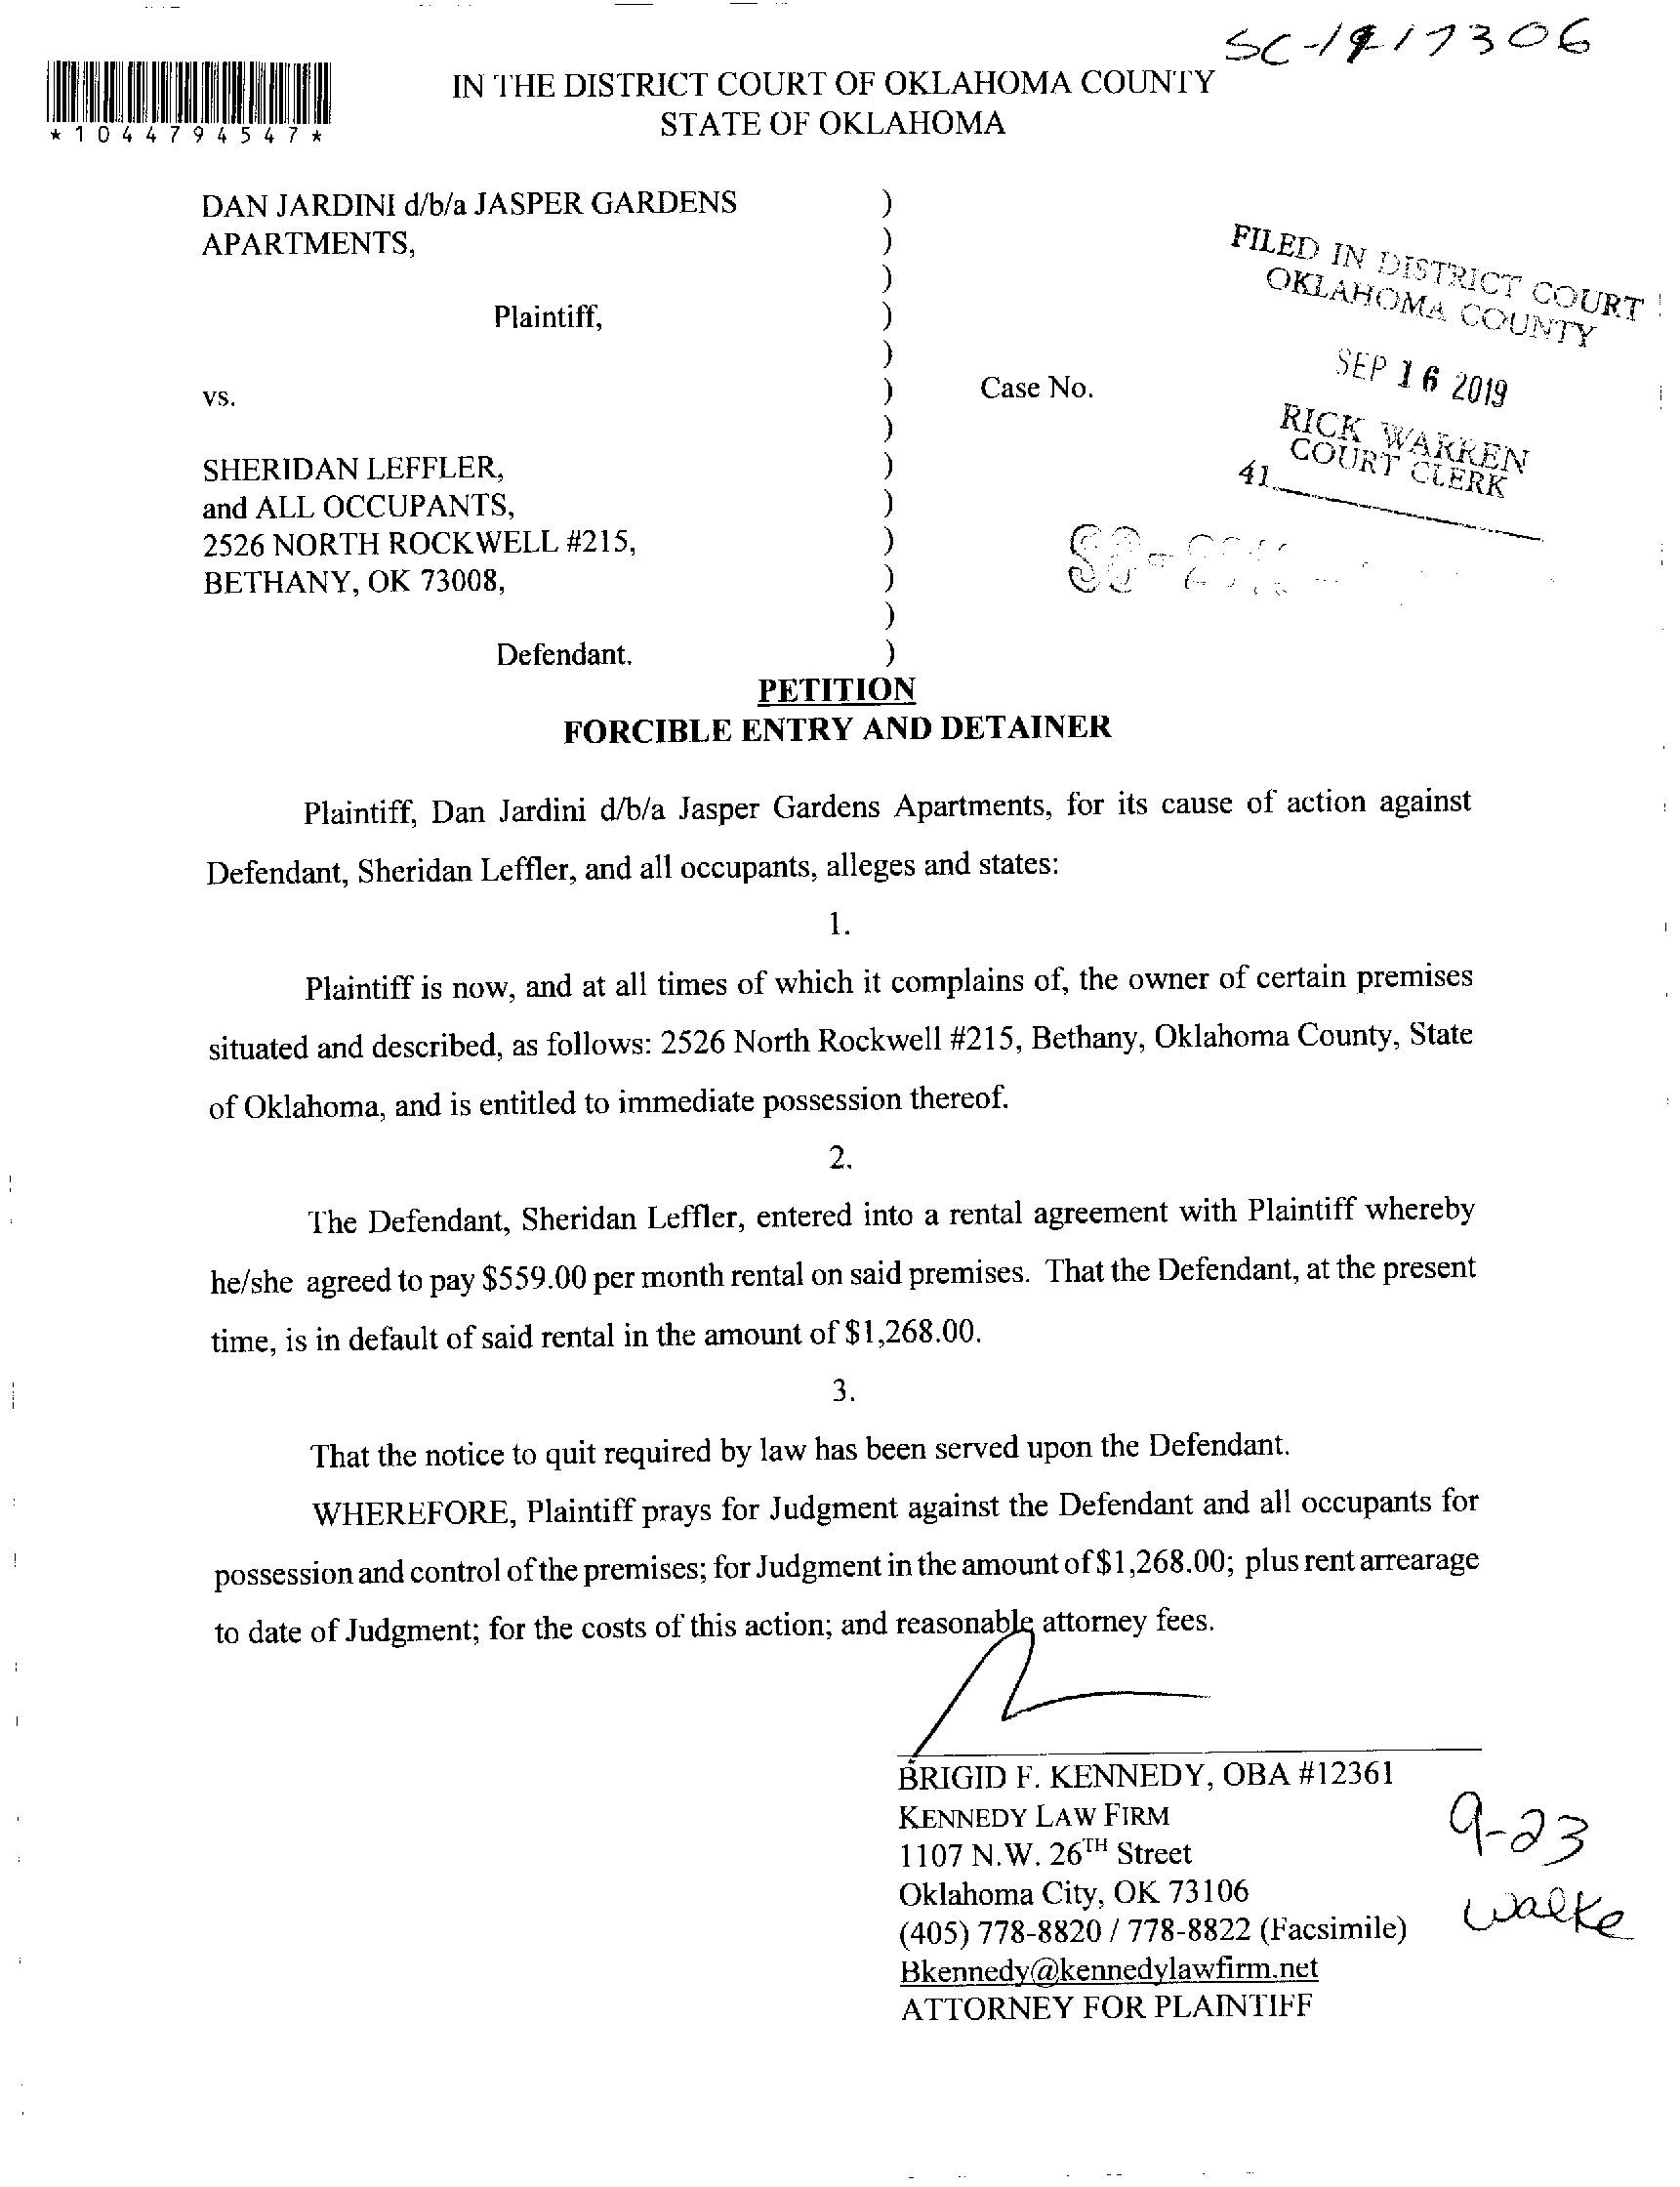 SC-1917306
*1044794547*
IN THE DISTRICT COURT OF OKLAHOMA COUNTY
STATE OF OKLAHOMA
DAN JARDINI d/b/a JASPER GARDENS )
APARTMENTS, )
)
Plaintiff, )
)
vs. ) Case No.
)
SHERIDAN LEFFLER, )
and ALL OCCUPANTS, )
2526 NORTH ROCKWELL #215, )
BETHANY, OK 73008, )
)
Defendant. )
FILED IN DISTRICT COURT
OKLAHOMA COUNTY
SEP 16 2019
RICK WARREN
COURT CLERK
41
PETITION
FORCIBLE ENTRY AND DETAINER
Plaintiff, Dan Jardini d/b/a Jasper Gardens Apartments, for its cause of action against
Defendant, Sheridan Leffler, and all occupants, alleges and states:
1.
Plaintiff is now, and at all times of which it complains of, the owner of certain premises
situated and described, as follows: 2526 North Rockwell #215, Bethany, Oklahoma County, State
of Oklahoma, and is entitled to immediate possession thereof.
2.
The Defendant, Sheridan Leffler, entered into a rental agreement with Plaintiff whereby
he/she agreed to pay $559.00 per month rental on said premises. That the Defendant, at the present
time, is in default of said rental in the amount of $1,268.00.
3.
That the notice to quit required by law has been served upon the Defendant.
WHEREFORE, Plaintiff prays for Judgment against the Defendant and all occupants for
possession and control of the premises; for Judgment in the amount of $1,268.00; plus rent arrearage
to date of Judgment; for the costs of this action; and reasonable attorney fees.
BRIGID F. KENNEDY, OBA #12361
KENNEDY LAW FIRM
1107 N.W. 26TH Street
Oklahoma City, OK 73106
(405) 778-8820 / 778-8822 (Facsimile)
Bkennedy@kennedylawfirm.net
ATTORNEY FOR PLAINTIFF
9-23
Walke